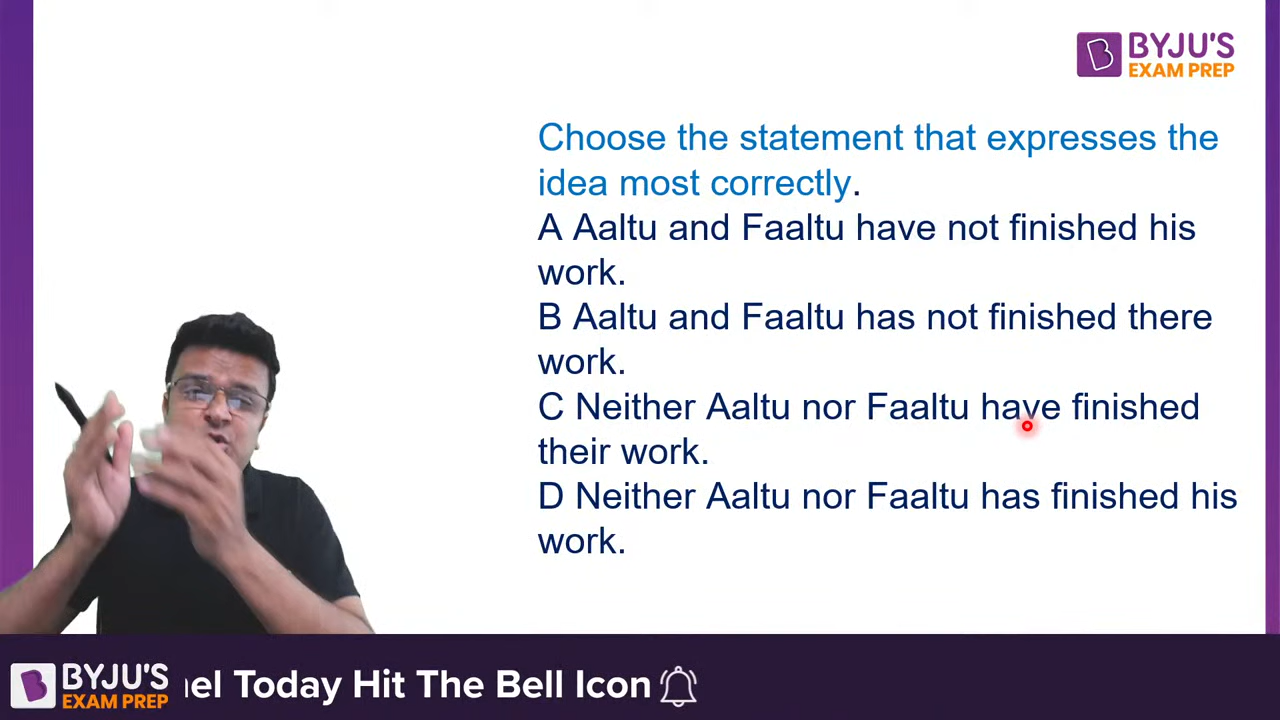 BYJU'S
EXAM PREP
Choose the statement that expresses the
idea most correctly.
A Aaltu and Faaltu have not finished his
work.
B Aaltu and Faaltu has not finished there
work.
C Neither Aaltu nor Faaltu have finished
their work.
D Neither Aaltu nor Faaltu has finished his
work.
BYJU'S
EXAM PREP
Today Hit The Bell Icon